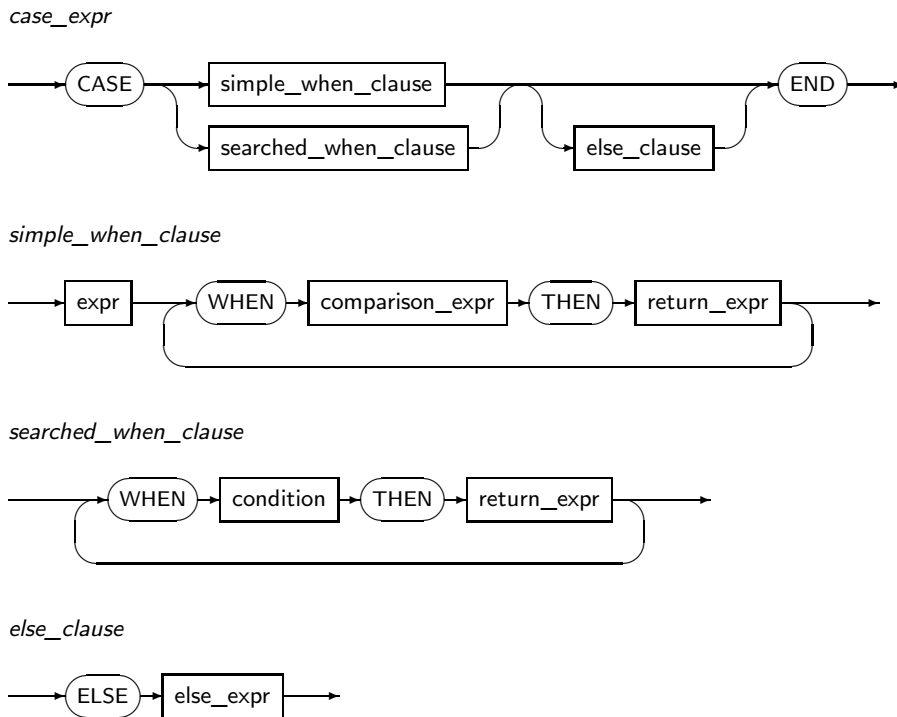 case_expr
CASE simple_when_clause END
searched_when_clause else_clause
simple_when_clause
expr WHEN comparison_expr THEN return_expr
searched_when_clause
WHEN condition THEN return_expr
else_clause
ELSE else_expr